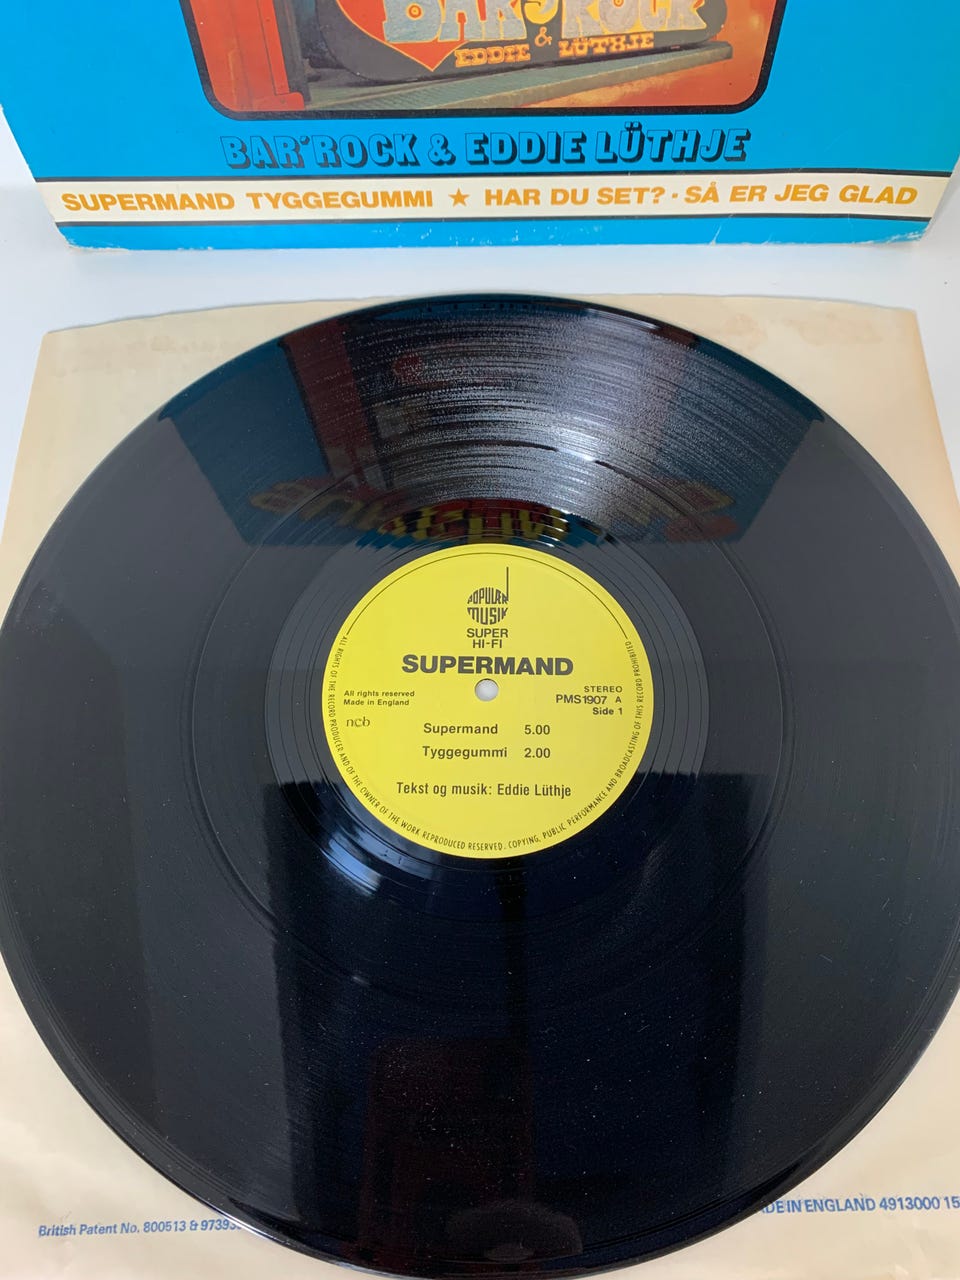 BAR'ROCK
EDDIE & LÜTHJE
BAR'ROCK & EDDIE LÜTHJE
SUPERMAND TYGGEGUMMI ★ HAR DU SET? · SÅ ER JEG GLAD
POPULÆR
MUSIK
SUPER
HI-FI
SUPERMAND
All rights reserved
Made in England
ncb
STEREO
PMS1907 A
Side 1
Supermand 5.00
Tyggegummi 2.00
Tekst og musik: Eddie Lüthje
ALL RIGHTS OF THE RECORD PRODUCER AND OF THE OWNER OF THE WORK REPRODUCED RESERVED. COPYING, PUBLIC PERFORMANCE AND BROADCASTING OF THIS RECORD PROHIBITED
British Patent No. 800513 &
IN ENGLAND 4913000